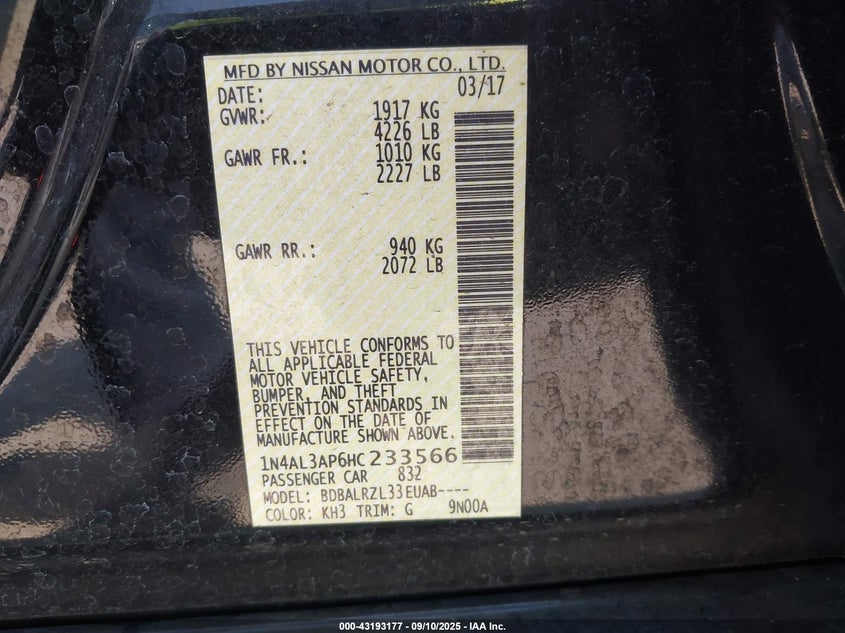 MFD BY NISSAN MOTOR CO., LTD.
DATE: 03/17
GVWR: 1917 KG
4226 LB
GAWR FR.: 1010 KG
2227 LB
GAWR RR.: 940 KG
2072 LB
THIS VEHICLE CONFORMS TO
ALL APPLICABLE FEDERAL
MOTOR VEHICLE SAFETY,
BUMPER, AND THEFT
PREVENTION STANDARDS IN
EFFECT ON THE DATE OF
MANUFACTURE SHOWN ABOVE.
1N4AL3AP6HC233566
PASSENGER CAR 832
MODEL: BDBALRZL33EUAB----
COLOR: KH3 TRIM: G 9N00A
000-43193177 - 09/10/2025 - IAA Inc.